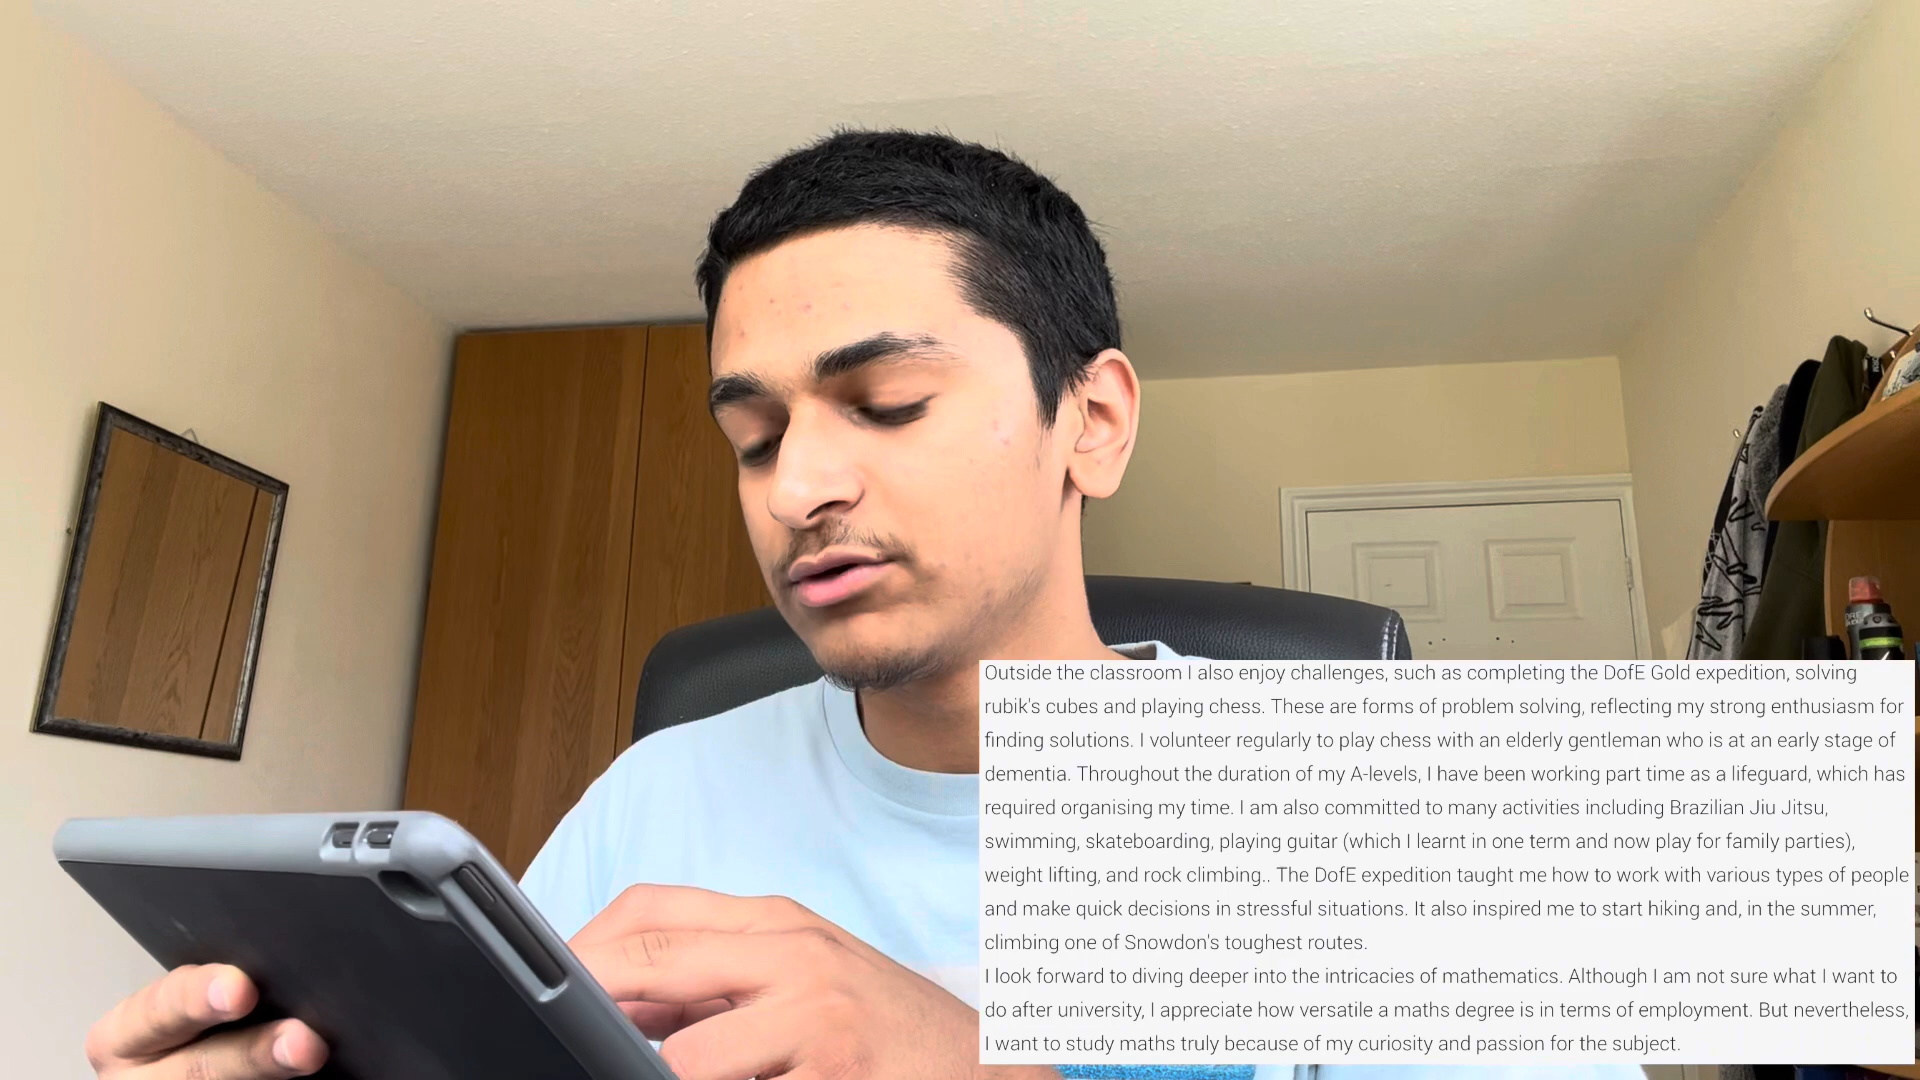 Outside the classroom I also enjoy challenges, such as completing the DofE Gold expedition, solving
rubik's cubes and playing chess. These are forms of problem solving, reflecting my strong enthusiasm for
finding solutions. I volunteer regularly to play chess with an elderly gentleman who is at an early stage of
dementia. Throughout the duration of my A-levels, I have been working part time as a lifeguard, which has
required organising my time. I am also committed to many activities including Brazilian Jiu Jitsu,
swimming, skateboarding, playing guitar (which I learnt in one term and now play for family parties),
weight lifting, and rock climbing.. The DofE expedition taught me how to work with various types of people
and make quick decisions in stressful situations. It also inspired me to start hiking and, in the summer,
climbing one of Snowdon's toughest routes.
I look forward to diving deeper into the intricacies of mathematics. Although I am not sure what I want to
do after university, I appreciate how versatile a maths degree is in terms of employment. But nevertheless,
I want to study maths truly because of my curiosity and passion for the subject.